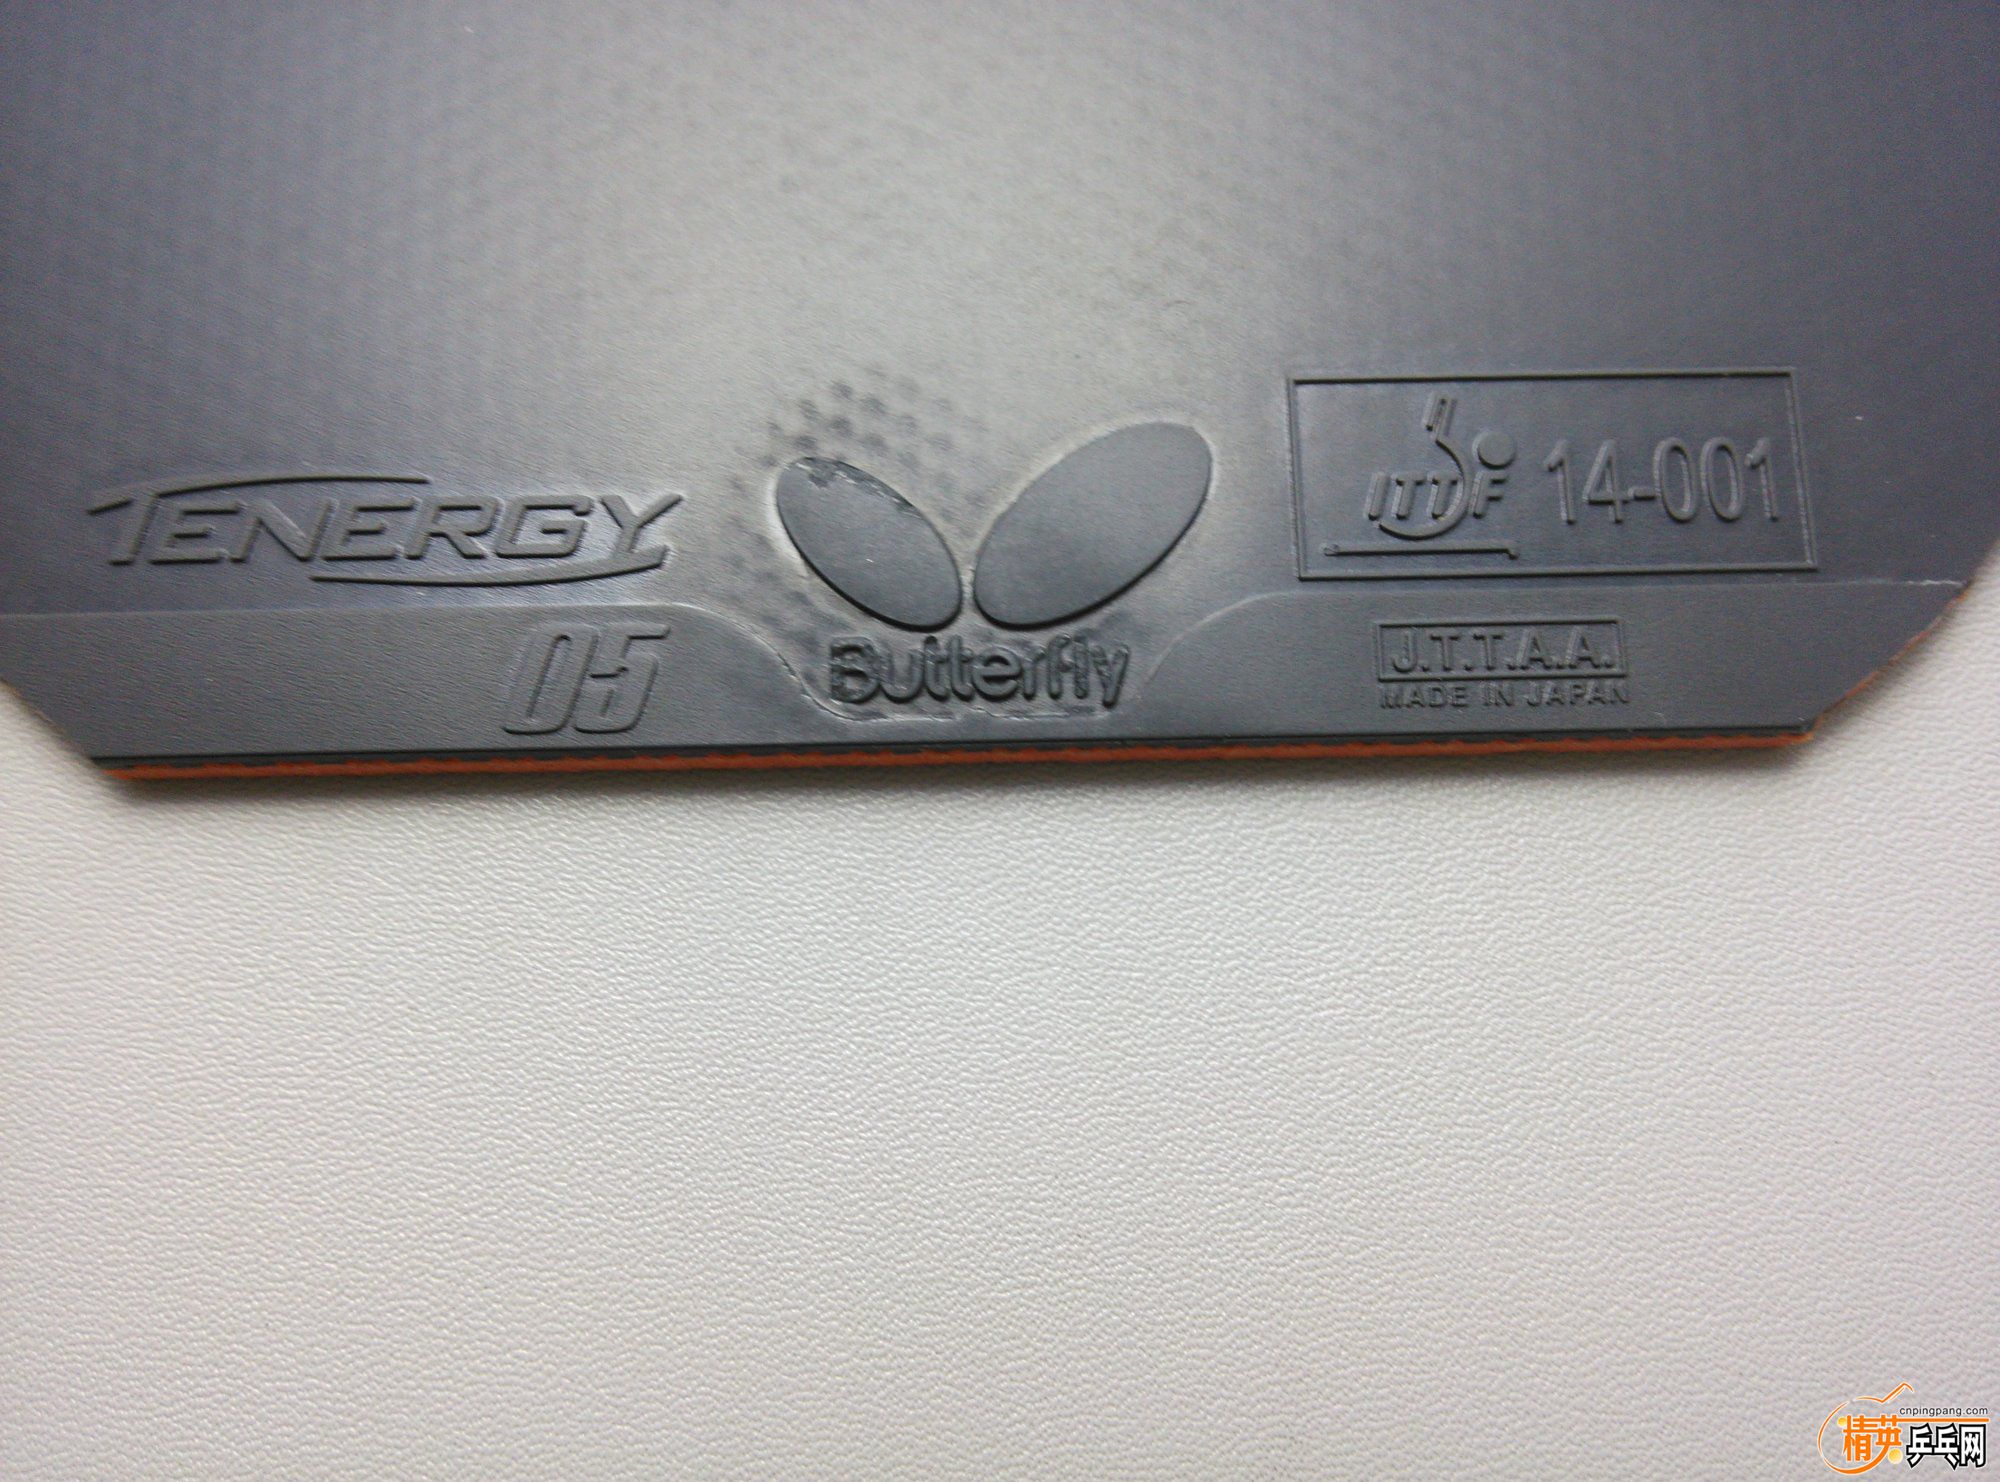 TENERGY
05
Butterfly
ITTF 14-001
J.T.T.A.A.
MADE IN JAPAN
cnpingpang.com
精英乒乓网